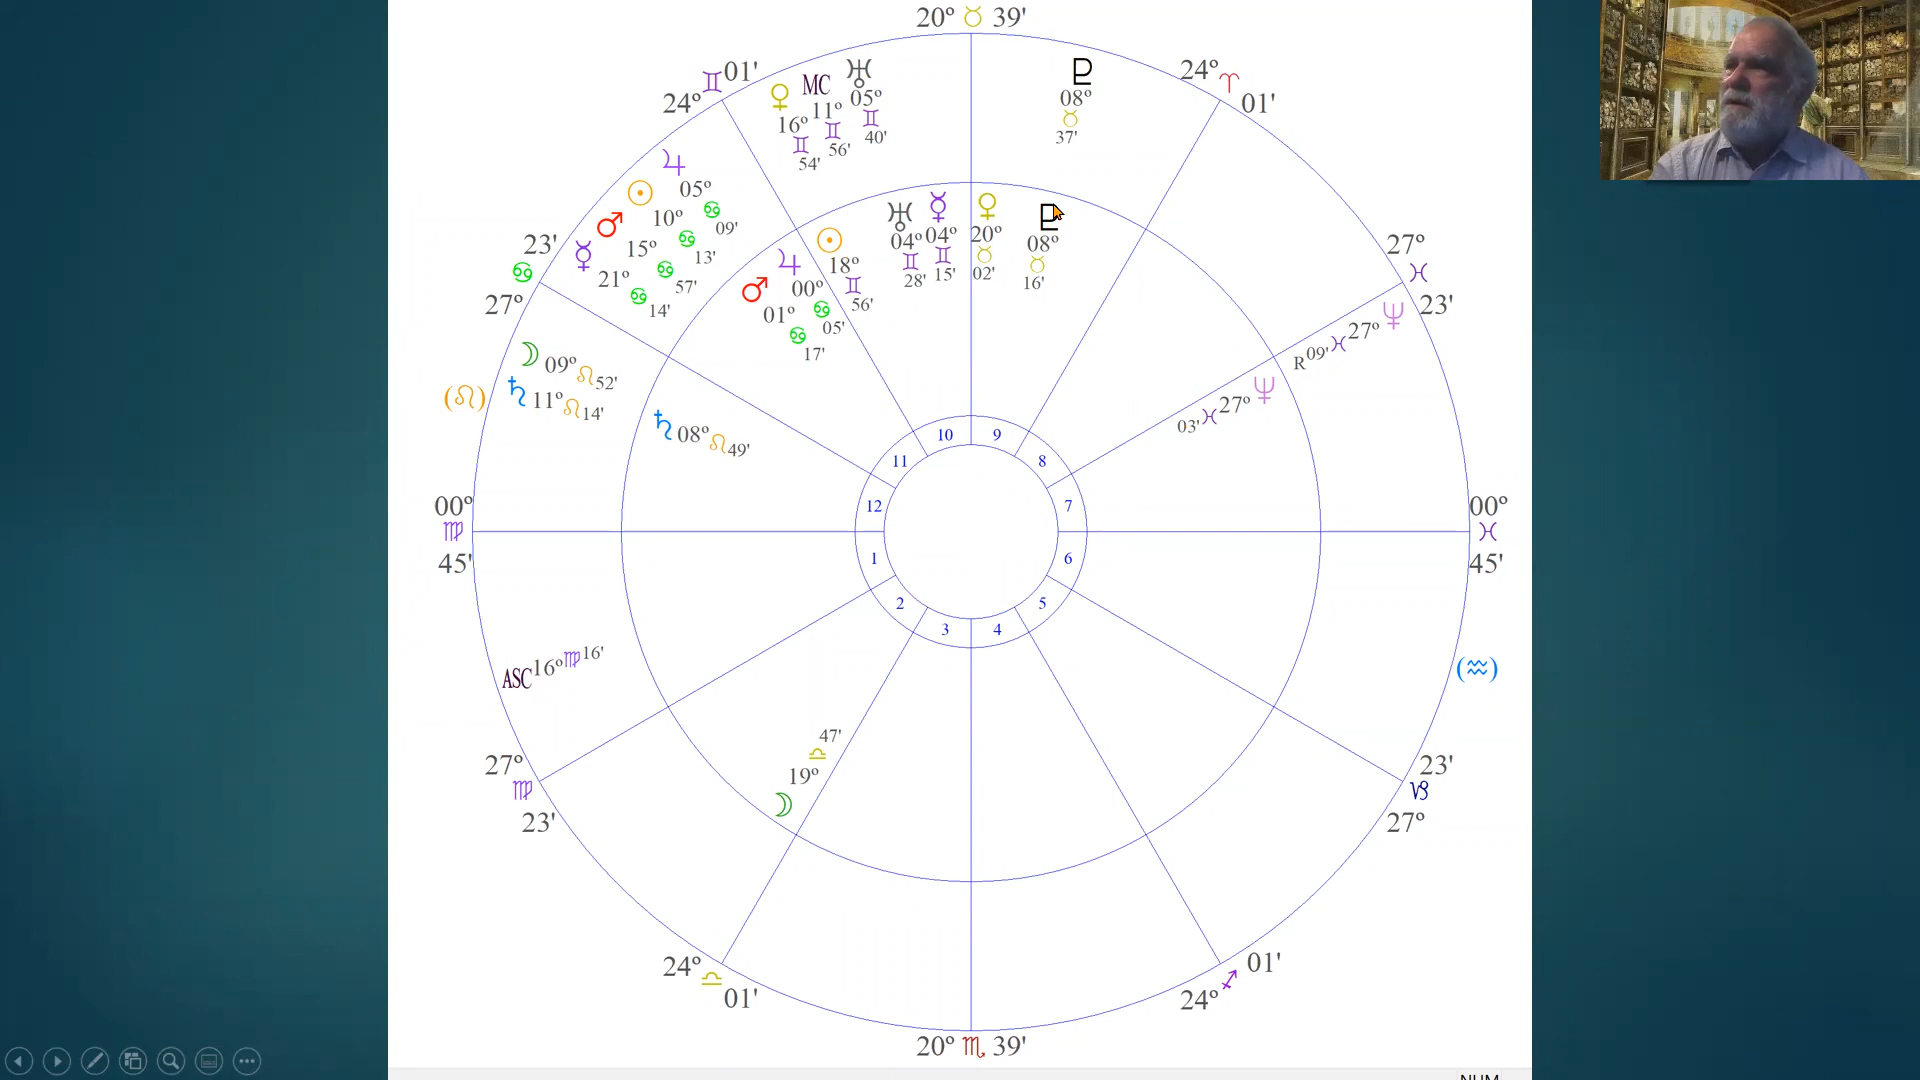 20° ♉ 39'
24° ♈ 01'
27° ♓ 23'
00° ♓ 45'
(♒)
23' ♑ 27°
01' ♐ 24°
20° ♏ 39'
24° ♎ 01'
27° ♍ 23'
00° ♍ 45'
(♌)
23' ♋ 27°
24° ♊ 01'
♀ 16° ♊ 54'
MC 11° ♊ 56'
♅ 05° ♊ 40'
♇ 08° ♉ 37'
♃ 05° ♋ 09'
☉ 10° ♋ 13'
♂ 15° ♋ 57'
☿ 21° ♋ 14'
☽ 09° ♌ 52'
♄ 11° ♌ 14'
ASC 16° ♍ 16'
R 09' ♓ 27° ♆
♅ 04° ♊ 28'
☿ 04° ♊ 15'
♀ 20° ♉ 02'
♇ 08° ♉ 16'
☉ 18° ♊ 56'
♃ 00° ♋ 05'
♂ 01° ♋ 17'
♄ 08° ♌ 49'
03' ♓ 27° ♆
47' ♎ 19° ☽
10 9
11 8
12 7
1 6
2 5
3 4